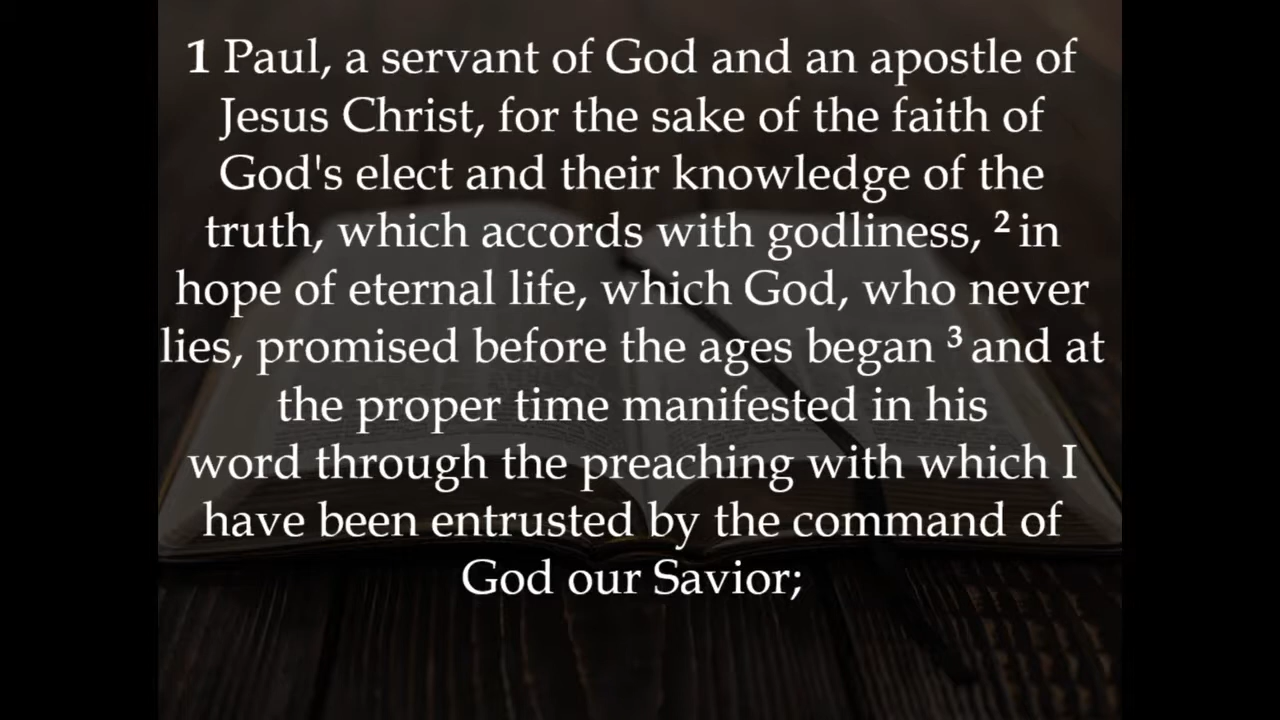 1 Paul, a servant of God and an apostle of
Jesus Christ, for the sake of the faith of
God's elect and their knowledge of the
truth, which accords with godliness, 2 in
hope of eternal life, which God, who never
lies, promised before the ages began 3 and at
the proper time manifested in his
word through the preaching with which I
have been entrusted by the command of
God our Savior;